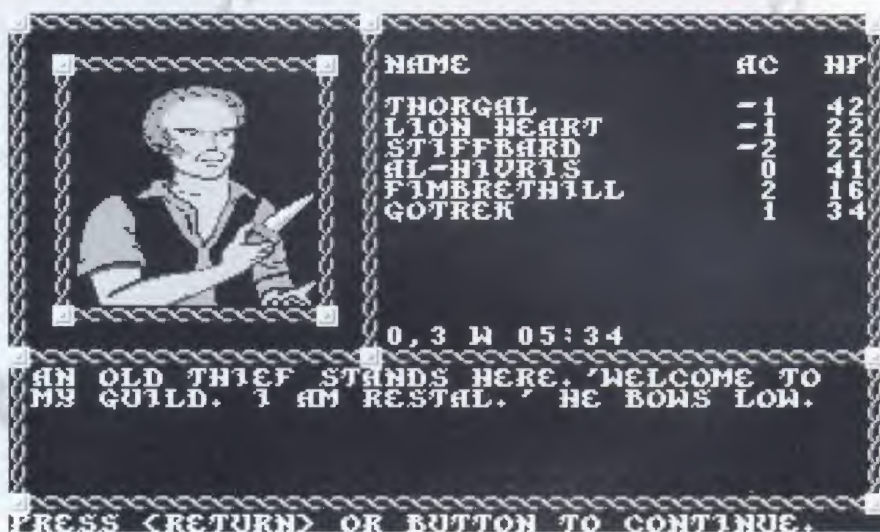 NAME AC HP
THORGAL -1 42
LION HEART -1 22
STIFFBARD -2 22
AL-HIVRIS 0 41
FIMBRETHILL 2 16
GOTREK 1 34
0,3 W 05:34
AN OLD THIEF STANDS HERE. 'WELCOME TO
MY GUILD. I AM RESTAL.' HE BOWS LOW.
PRESS <RETURN> OR BUTTON TO CONTINUE.